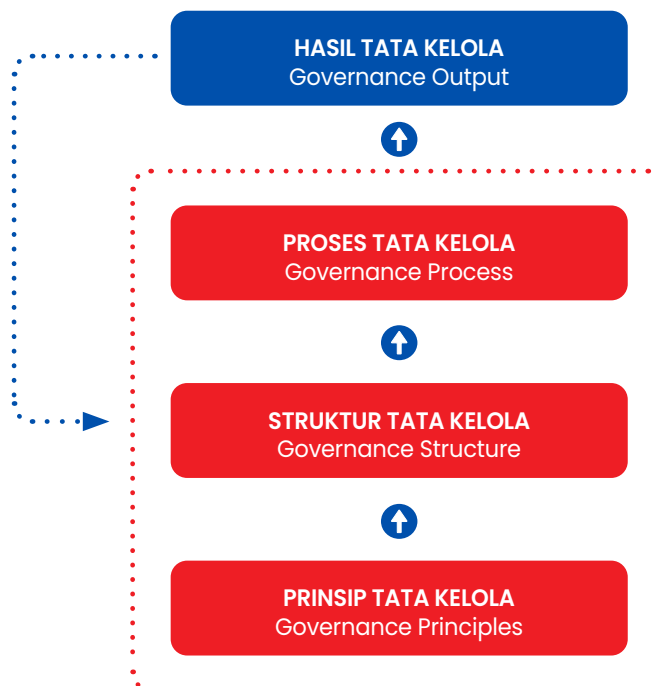 HASIL TATA KELOLA
Governance Output
PROSES TATA KELOLA
Governance Process
STRUKTUR TATA KELOLA
Governance Structure
PRINSIP TATA KELOLA
Governance Principles